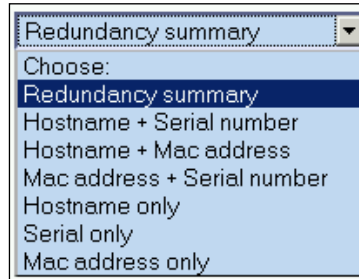 Redundancy summary
Choose:
Redundancy summary
Hostname + Serial number
Hostname + Mac address
Mac address + Serial number
Hostname only
Serial only
Mac address only